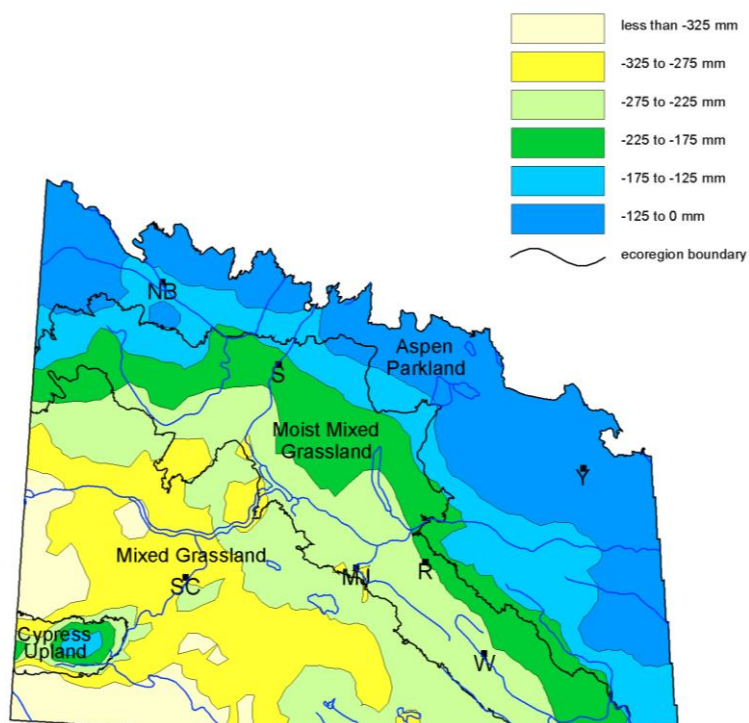 less than -325 mm
-325 to -275 mm
-275 to -225 mm
-225 to -175 mm
-175 to -125 mm
-125 to 0 mm
ecoregion boundary
NB
Aspen
Parkland
S
Moist Mixed
Grassland
Y
Mixed Grassland
SC
MJ
R
Cypress
Upland
W